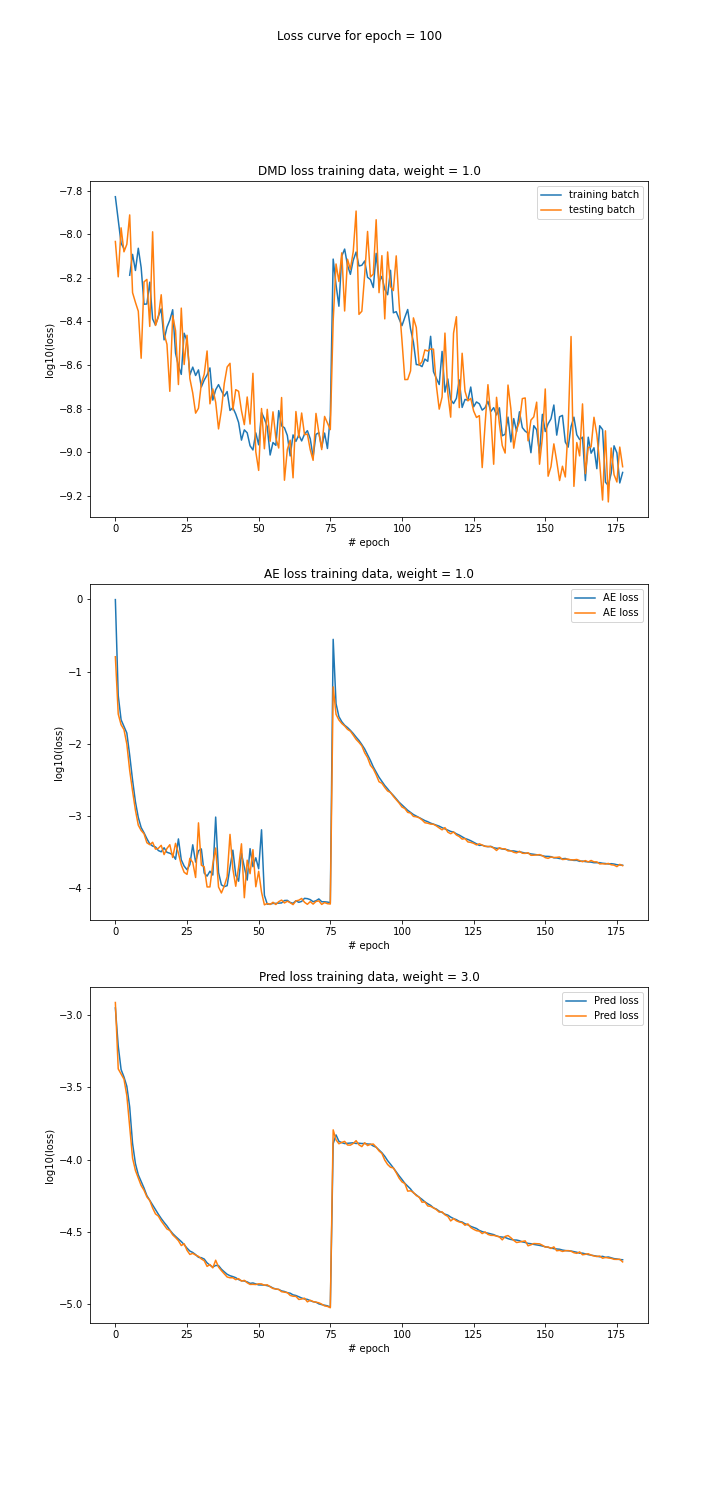 Loss curve for epoch = 100
DMD loss training data, weight = 1.0
training batch
testing batch
−7.8
−8.0
−8.2
−8.4
−8.6
−8.8
−9.0
−9.2
log10(loss)
0 25 50 75 100 125 150 175
# epoch
AE loss training data, weight = 1.0
AE loss
AE loss
0
−1
−2
−3
−4
log10(loss)
0 25 50 75 100 125 150 175
# epoch
Pred loss training data, weight = 3.0
Pred loss
Pred loss
−3.0
−3.5
−4.0
−4.5
−5.0
log10(loss)
0 25 50 75 100 125 150 175
# epoch